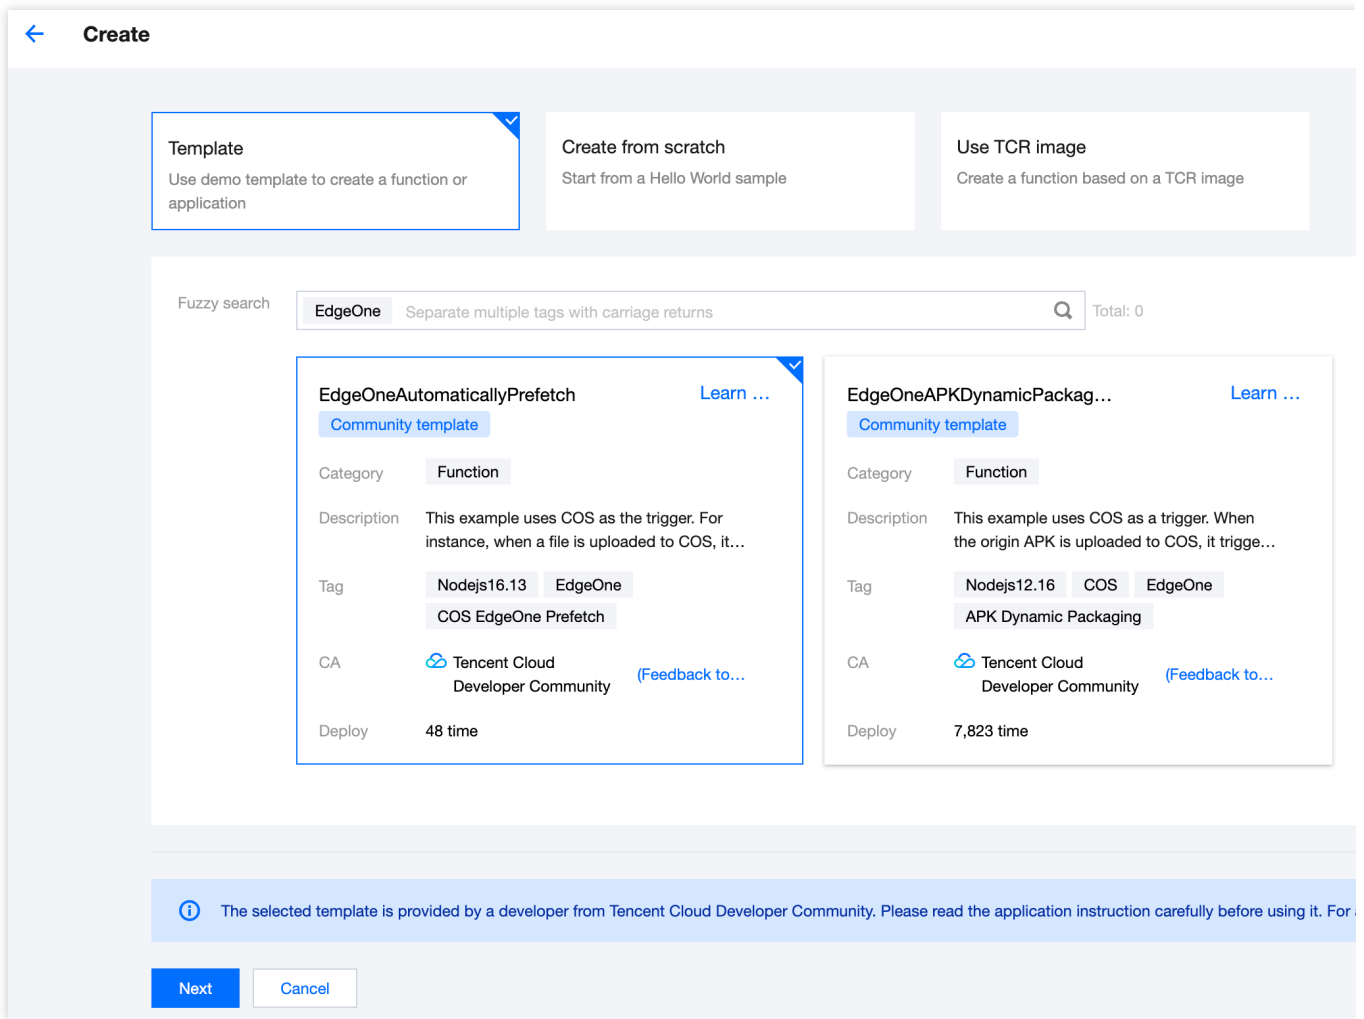 Create
Template
Use demo template to create a function or
application
Create from scratch
Start from a Hello World sample
Use TCR image
Create a function based on a TCR image
Fuzzy search
EdgeOne
Separate multiple tags with carriage returns
Total: 0
EdgeOneAutomaticallyPrefetch
Learn …
Community template
Category
Function
Description
This example uses COS as the trigger. For
instance, when a file is uploaded to COS, it…
Tag
Nodejs16.13
EdgeOne
COS EdgeOne Prefetch
CA
Tencent Cloud
Developer Community
(Feedback to…
Deploy
48 time
EdgeOneAPKDynamicPackag…
Learn …
Community template
Category
Function
Description
This example uses COS as a trigger. When
the origin APK is uploaded to COS, it trigge…
Tag
Nodejs12.16
COS
EdgeOne
APK Dynamic Packaging
CA
Tencent Cloud
Developer Community
(Feedback to…
Deploy
7,823 time
The selected template is provided by a developer from Tencent Cloud Developer Community. Please read the application instruction carefully before using it. For
Next
Cancel